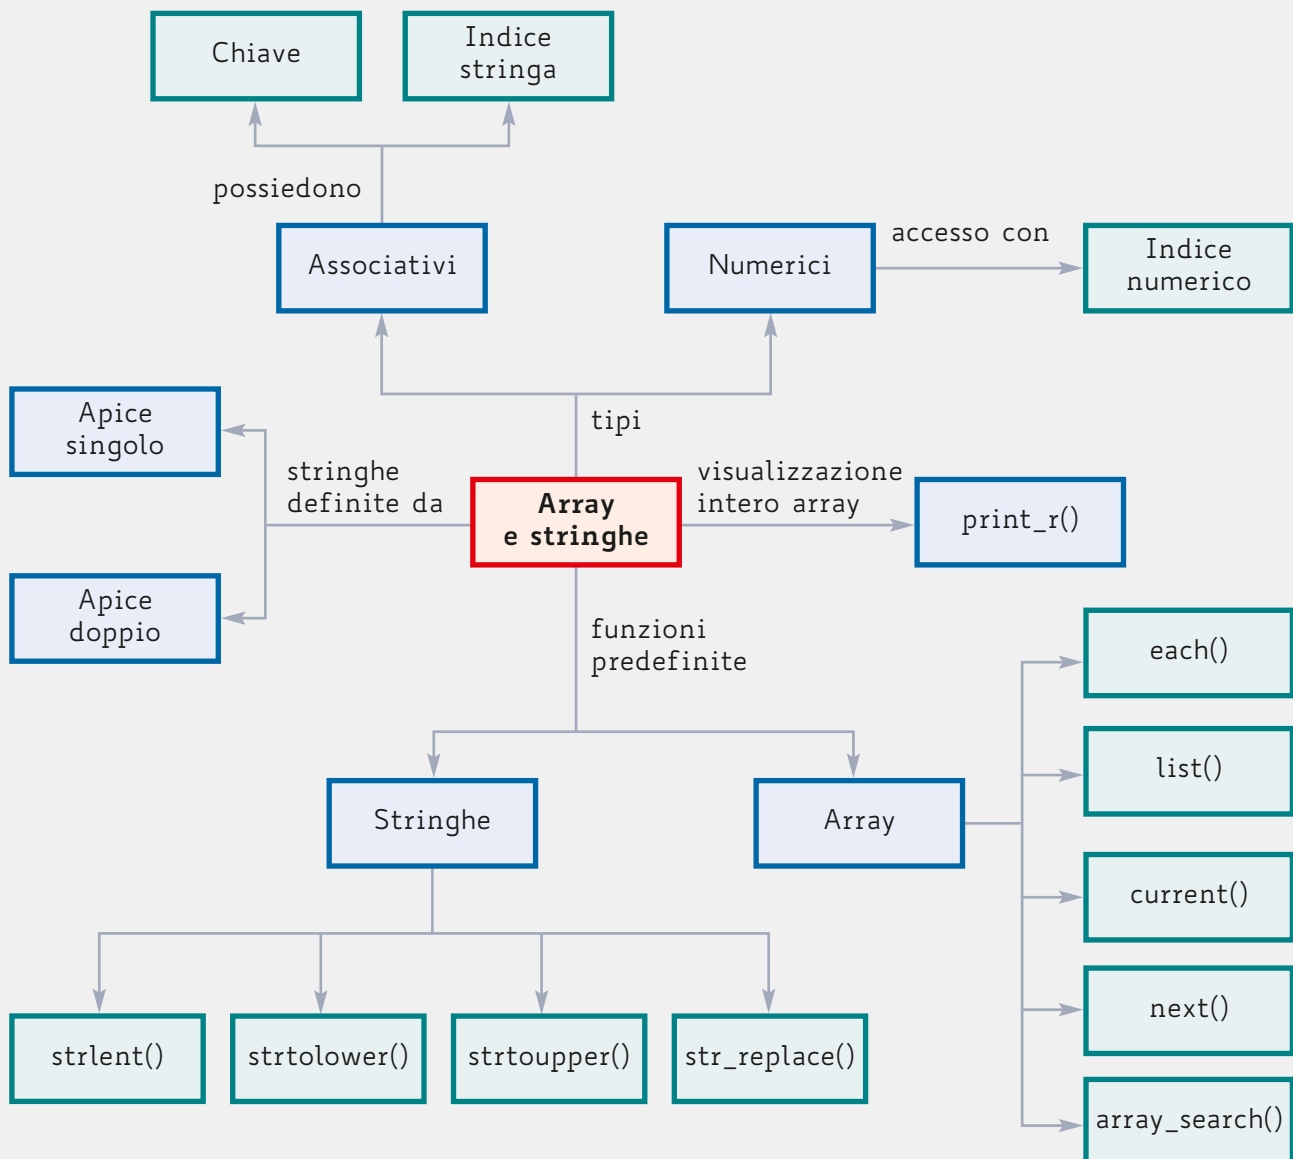 Chiave
Indice
stringa
possiedono
Associativi
Numerici
accesso con
Indice
numerico
tipi
Apice
singolo
stringhe
definite da
Array
e stringhe
visualizzazione
intero array
print_r()
Apice
doppio
funzioni
predefinite
each()
list()
Stringhe
Array
current()
next()
strlent()
strtolower()
strtoupper()
str_replace()
array_search()